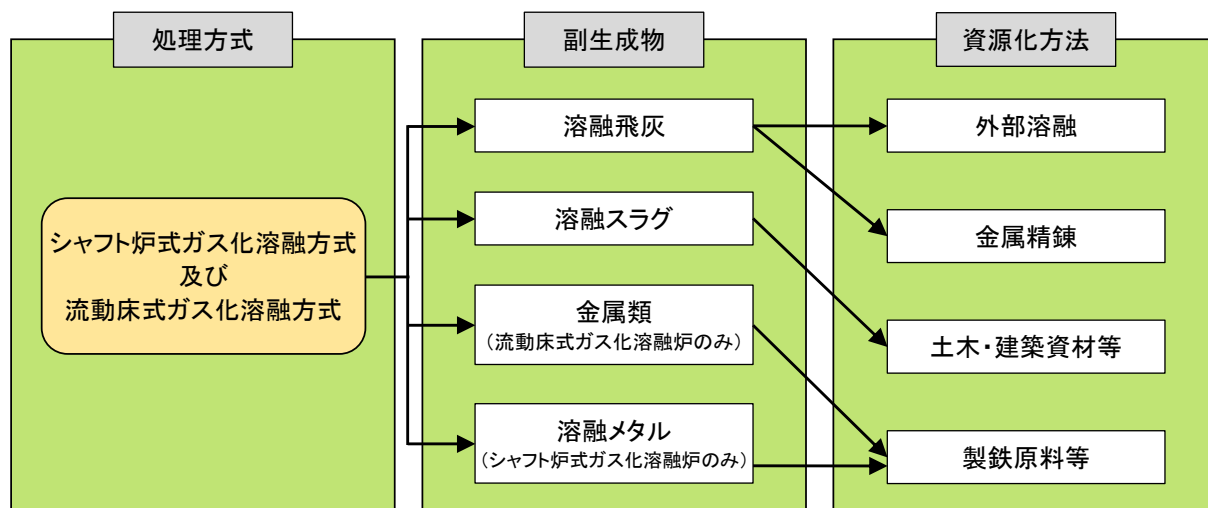 処理方式
副生成物
資源化方法
シャフト炉式ガス化溶融方式
及び
流動床式ガス化溶融方式
溶融飛灰
溶融スラグ
金属類
（流動床式ガス化溶融炉のみ）
溶融メタル
（シャフト炉式ガス化溶融炉のみ）
外部溶融
金属精錬
土木・建築資材等
製鉄原料等